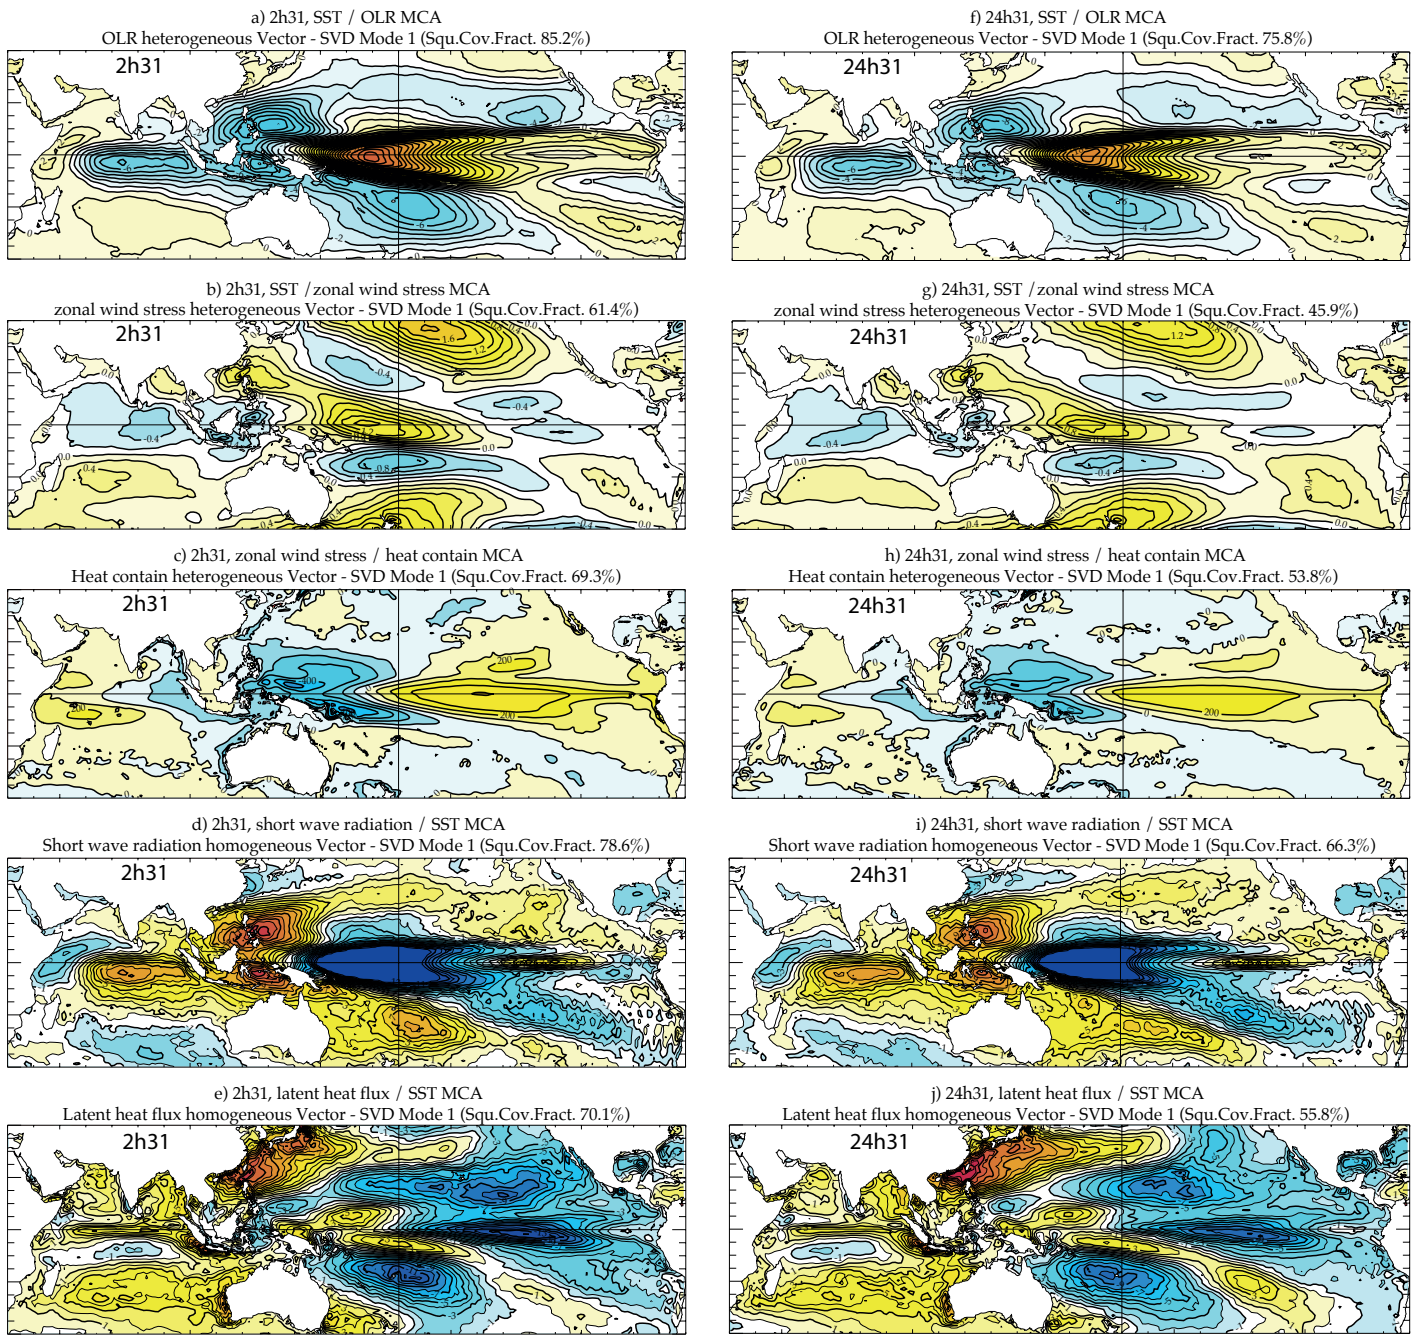 a) 2h31, SST / OLR MCA
OLR heterogeneous Vector - SVD Mode 1 (Squ.Cov.Fract. 85.2%)
2h31
f) 24h31, SST / OLR MCA
OLR heterogeneous Vector - SVD Mode 1 (Squ.Cov.Fract. 75.8%)
24h31
b) 2h31, SST /zonal wind stress MCA
zonal wind stress heterogeneous Vector - SVD Mode 1 (Squ.Cov.Fract. 61.4%)
2h31
g) 24h31, SST /zonal wind stress MCA
zonal wind stress heterogeneous Vector - SVD Mode 1 (Squ.Cov.Fract. 45.9%)
24h31
c) 2h31, zonal wind stress / heat contain MCA
Heat contain heterogeneous Vector - SVD Mode 1 (Squ.Cov.Fract. 69.3%)
2h31
h) 24h31, zonal wind stress / heat contain MCA
Heat contain heterogeneous Vector - SVD Mode 1 (Squ.Cov.Fract. 53.8%)
24h31
d) 2h31, short wave radiation / SST MCA
Short wave radiation homogeneous Vector - SVD Mode 1 (Squ.Cov.Fract. 78.6%)
2h31
i) 24h31, short wave radiation / SST MCA
Short wave radiation homogeneous Vector - SVD Mode 1 (Squ.Cov.Fract. 66.3%)
24h31
e) 2h31, latent heat flux / SST MCA
Latent heat flux homogeneous Vector - SVD Mode 1 (Squ.Cov.Fract. 70.1%)
2h31
j) 24h31, latent heat flux / SST MCA
Latent heat flux homogeneous Vector - SVD Mode 1 (Squ.Cov.Fract. 55.8%)
24h31